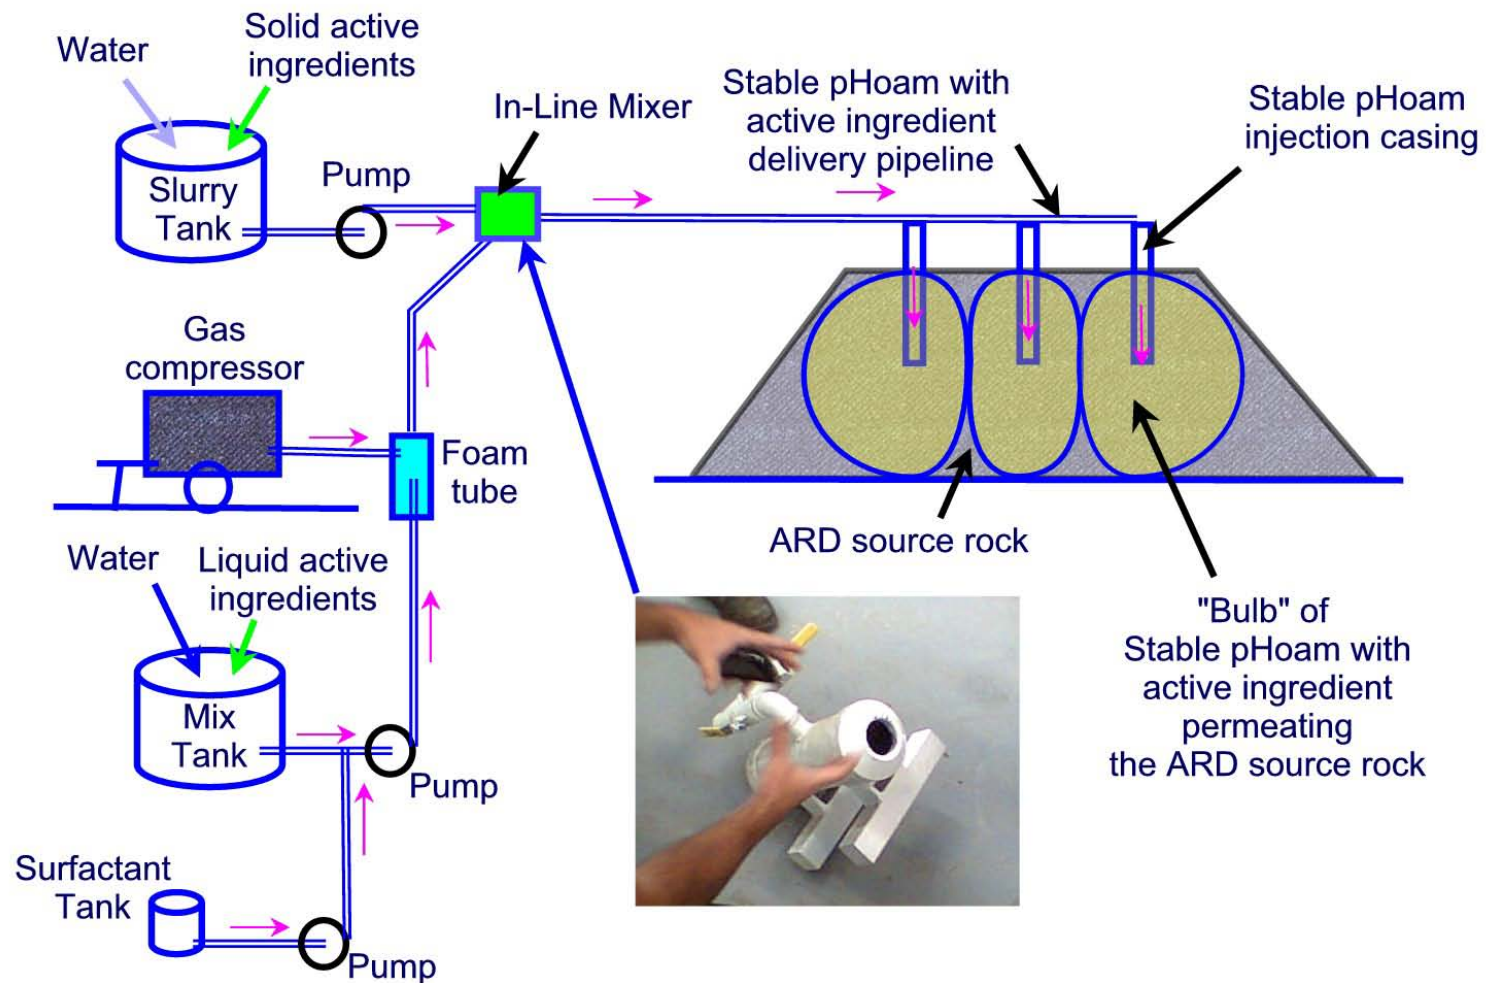 Water
Solid active
ingredients
Slurry
Tank
Pump
In-Line Mixer
Stable pHoam with
active ingredient
delivery pipeline
Stable pHoam
injection casing
Gas
compressor
Foam
tube
ARD source rock
Water
Liquid active
ingredients
Mix
Tank
Pump
"Bulb" of
Stable pHoam with
active ingredient
permeating
the ARD source rock
Surfactant
Tank
Pump